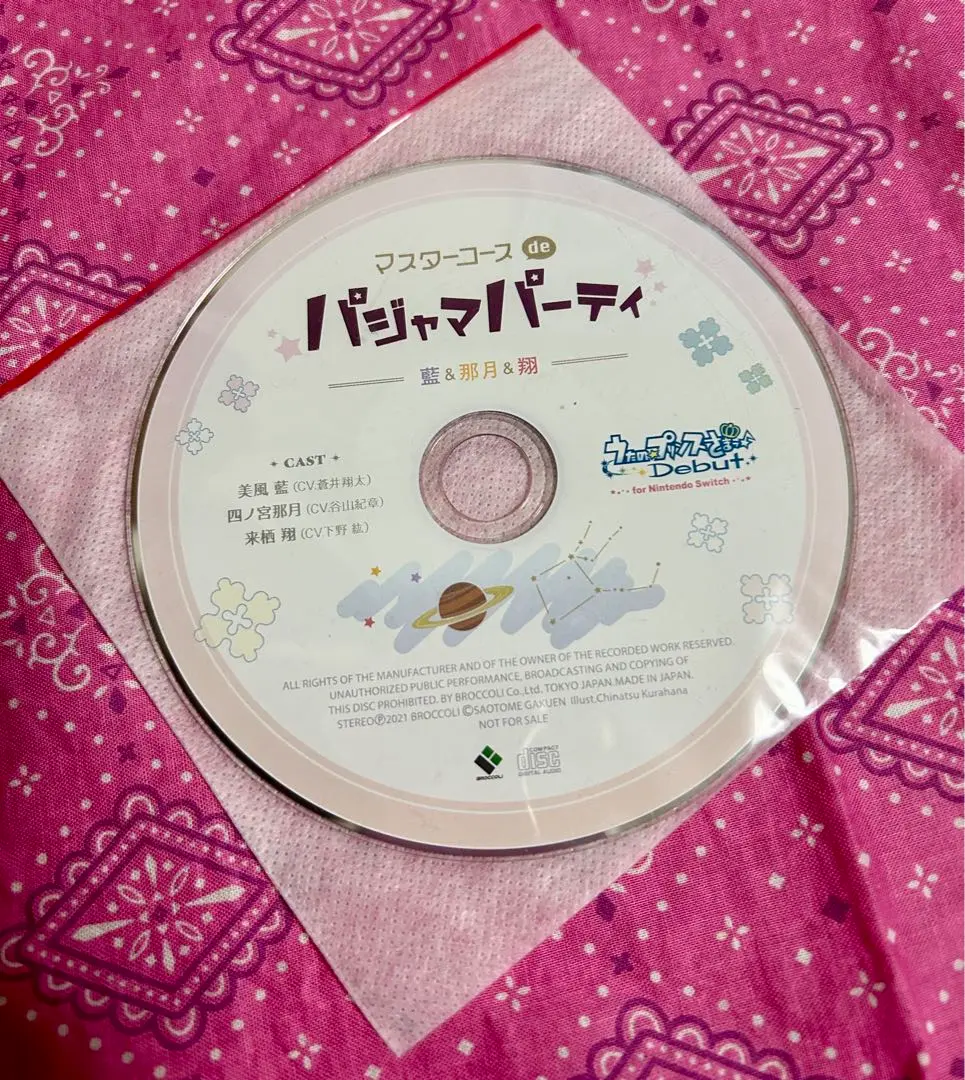 マスターコース de
パジャマパーティ
藍&那月&翔
CAST
美風 藍(CV.蒼井翔太)
四ノ宮那月(CV.谷山紀章)
来栖 翔(CV下野 紘)
うたの☆プリンスさまっ♪
Debut
for Nintendo Switch
ALL RIGHTS OF THE MANUFACTURER AND OF THE OWNER OF THE RECORDED WORK RESERVED.
UNAUTHORIZED PUBLIC PERFORMANCE, BROADCASTING AND COPYING OF
THIS DISC PROHIBITED. BY BROCCOLI Co.,Ltd. TOKYO JAPAN.MADE IN JAPAN.
STEREOⓅ2021 BROCCOLI ©SAOTOME GAKUEN Illust.Chinatsu Kurahana
NOT FOR SALE
BROCCOLI
COMPACT
disc
DIGITAL AUDIO